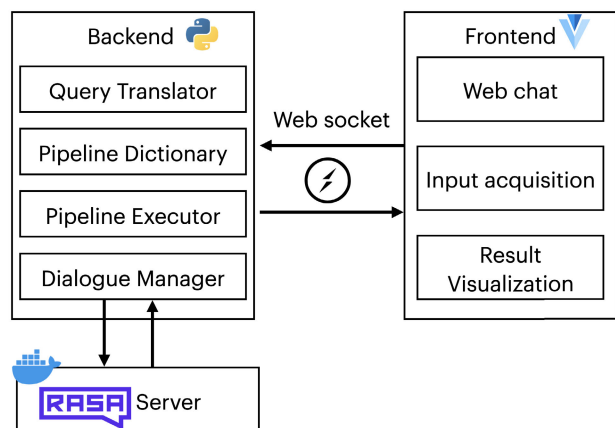 Backend
Query Translator
Pipeline Dictionary
Pipeline Executor
Dialogue Manager
Web socket
Frontend
Web chat
Input acquisition
Result
Visualization
RASA Server